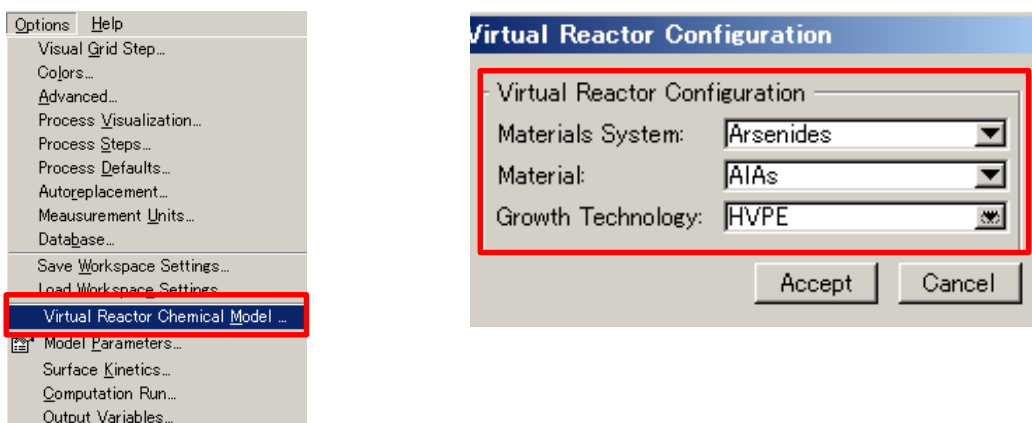 Options Help
Visual Grid Step...
Colors...
Advanced...
Process Visualization...
Process Steps...
Process Defaults...
Autoreplacement...
Meausurement Units...
Database...
Save Workspace Settings...
Load Workspace Settings
Virtual Reactor Chemical Model ...
Model Parameters...
Surface Kinetics...
Computation Run...
Output Variables...
Virtual Reactor Configuration
Virtual Reactor Configuration
Materials System: Arsenides
Material: AlAs
Growth Technology: HVPE
Accept Cancel